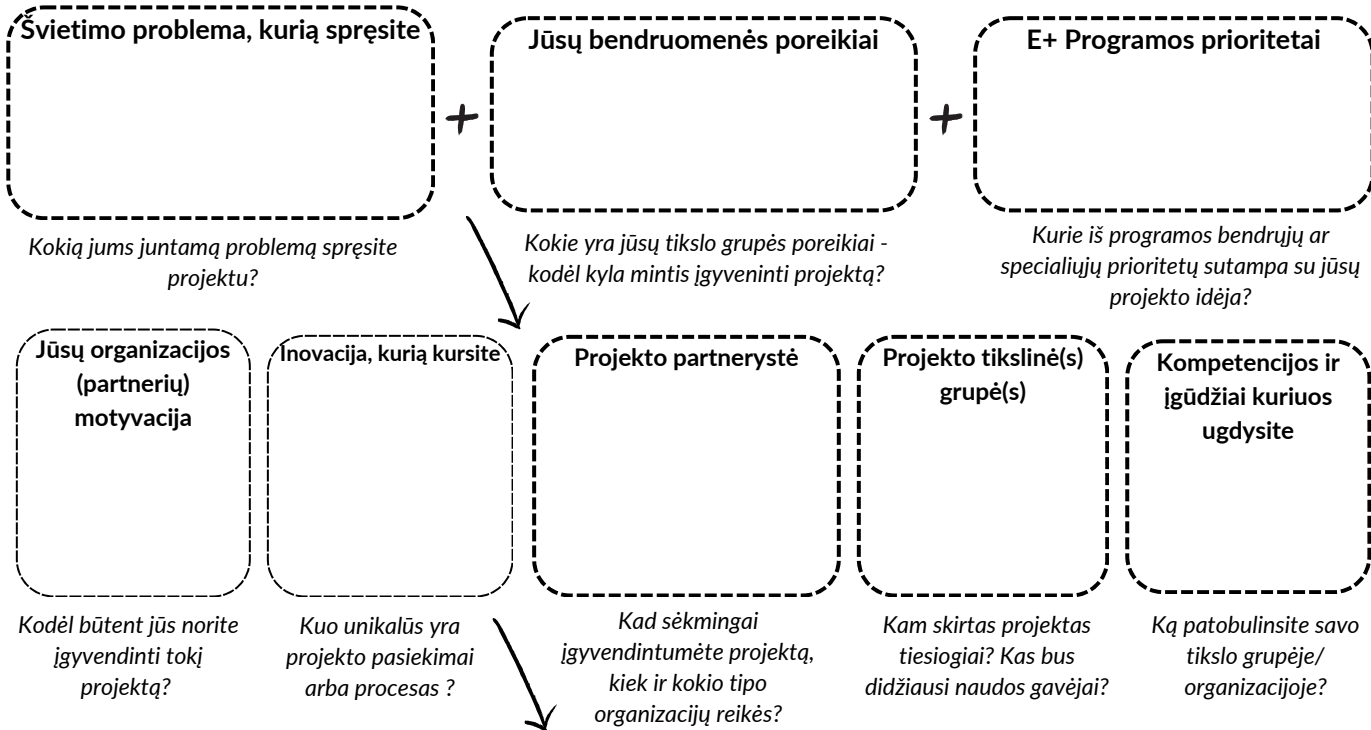 Švietimo problema, kurią spręsite
Jūsų bendruomenės poreikiai
E+ Programos prioritetai
+
+
Kokią jums juntamą problemą spręsite
projektu?
Kokie yra jūsų tikslo grupės poreikiai -
kodėl kyla mintis įgyveninti projektą?
Kurie iš programos bendrųjų ar
specialiųjų prioritetų sutampa su jūsų
projekto idėja?
Jūsų organizacijos
(partnerių)
motyvacija
Inovacija, kurią kursite
Projekto partnerystė
Projekto tikslinė(s)
grupė(s)
Kompetencijos ir
įgūdžiai kuriuos
ugdysite
Kodėl būtent jūs norite
įgyvendinti tokį
projektą?
Kuo unikalūs yra
projekto pasiekimai
arba procesas ?
Kad sėkmingai
įgyvendintumėte projektą,
kiek ir kokio tipo
organizacijų reikės?
Kam skirtas projektas
tiesiogiai? Kas bus
didžiausi naudos gavėjai?
Ką patobulinsite savo
tikslo grupėje/
organizacijoje?